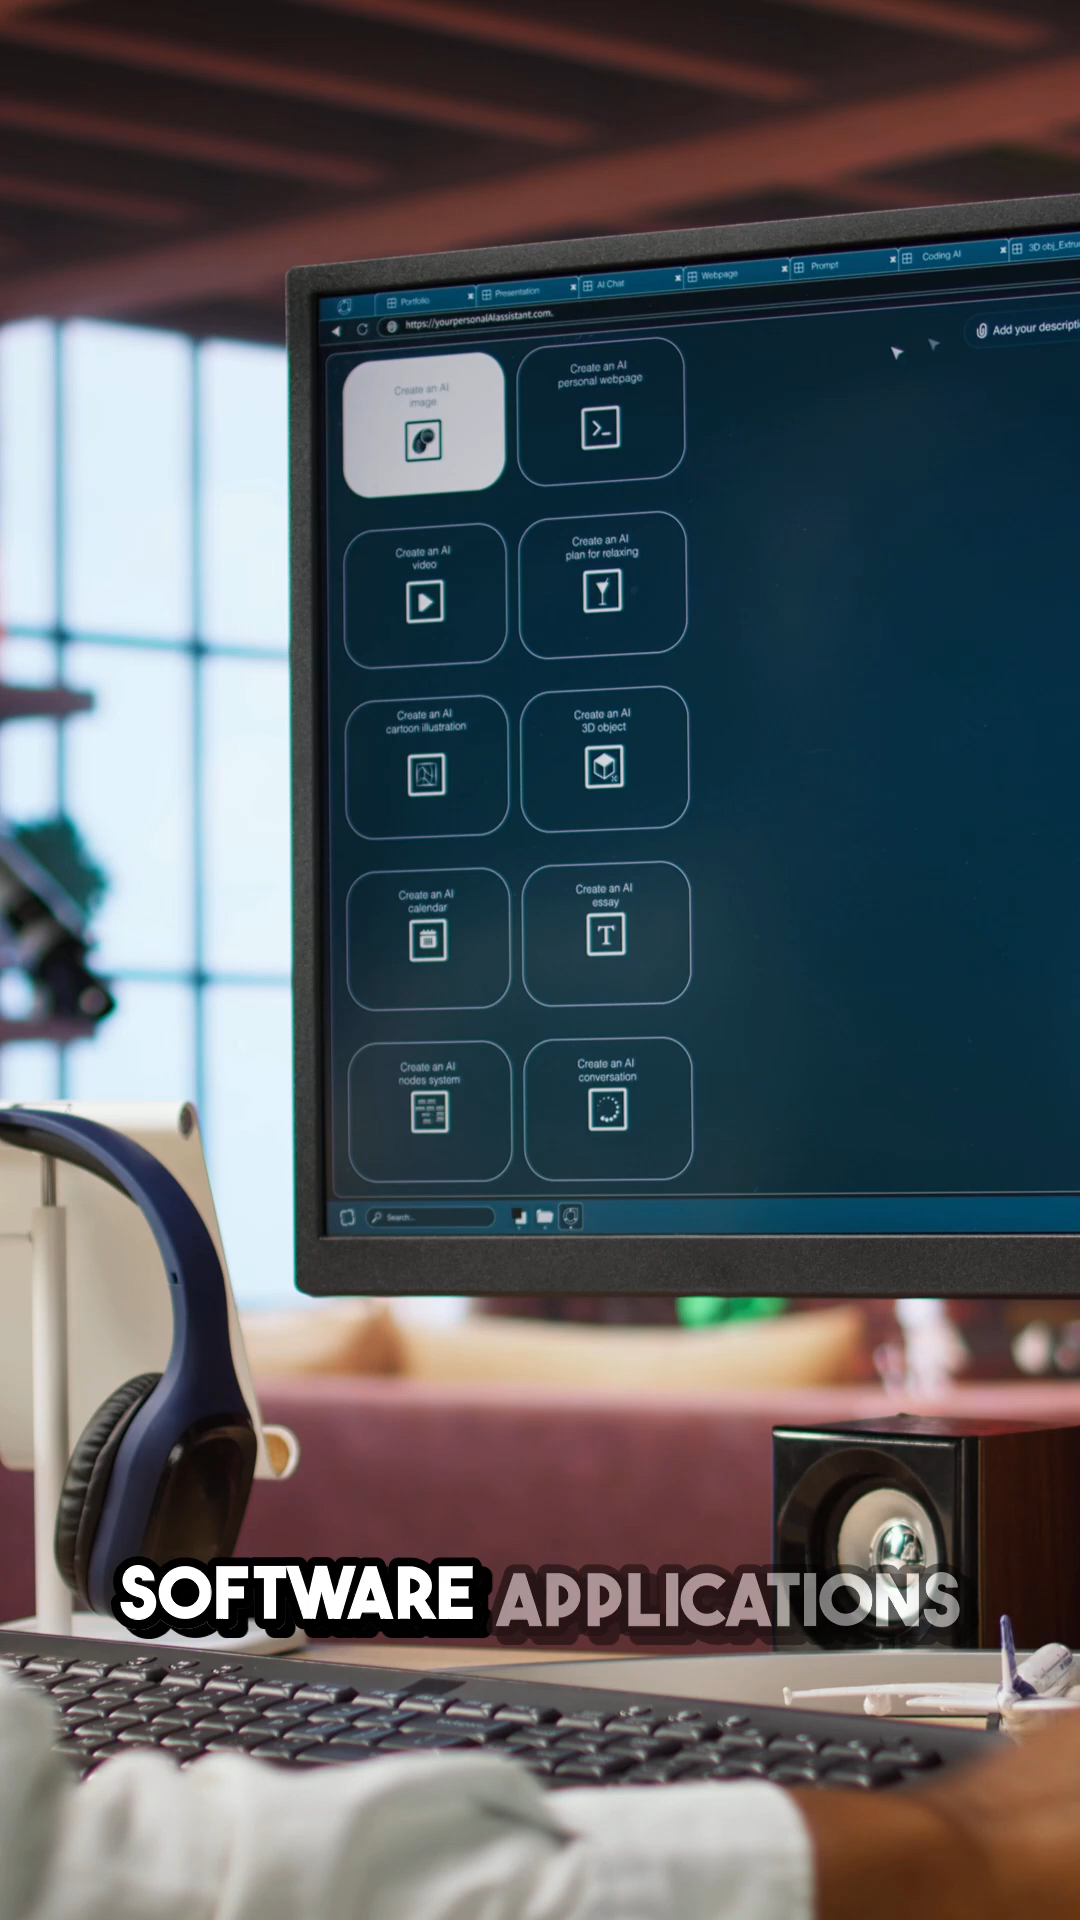 Portfolio
Presentation
AI Chat
Webpage
Prompt
Coding AI
https://yourpersonalAIassistant.com.
Add your
Create an AI
image
Create an AI
personal webpage
Create an AI
video
Create an AI
plan for relaxing
Create an AI
cartoon illustration
Create an AI
3D object
Create an AI
calendar
Create an AI
essay
Create an AI
nodes system
Create an AI
conversation
Search...
SOFTWARE APPLICATIONS